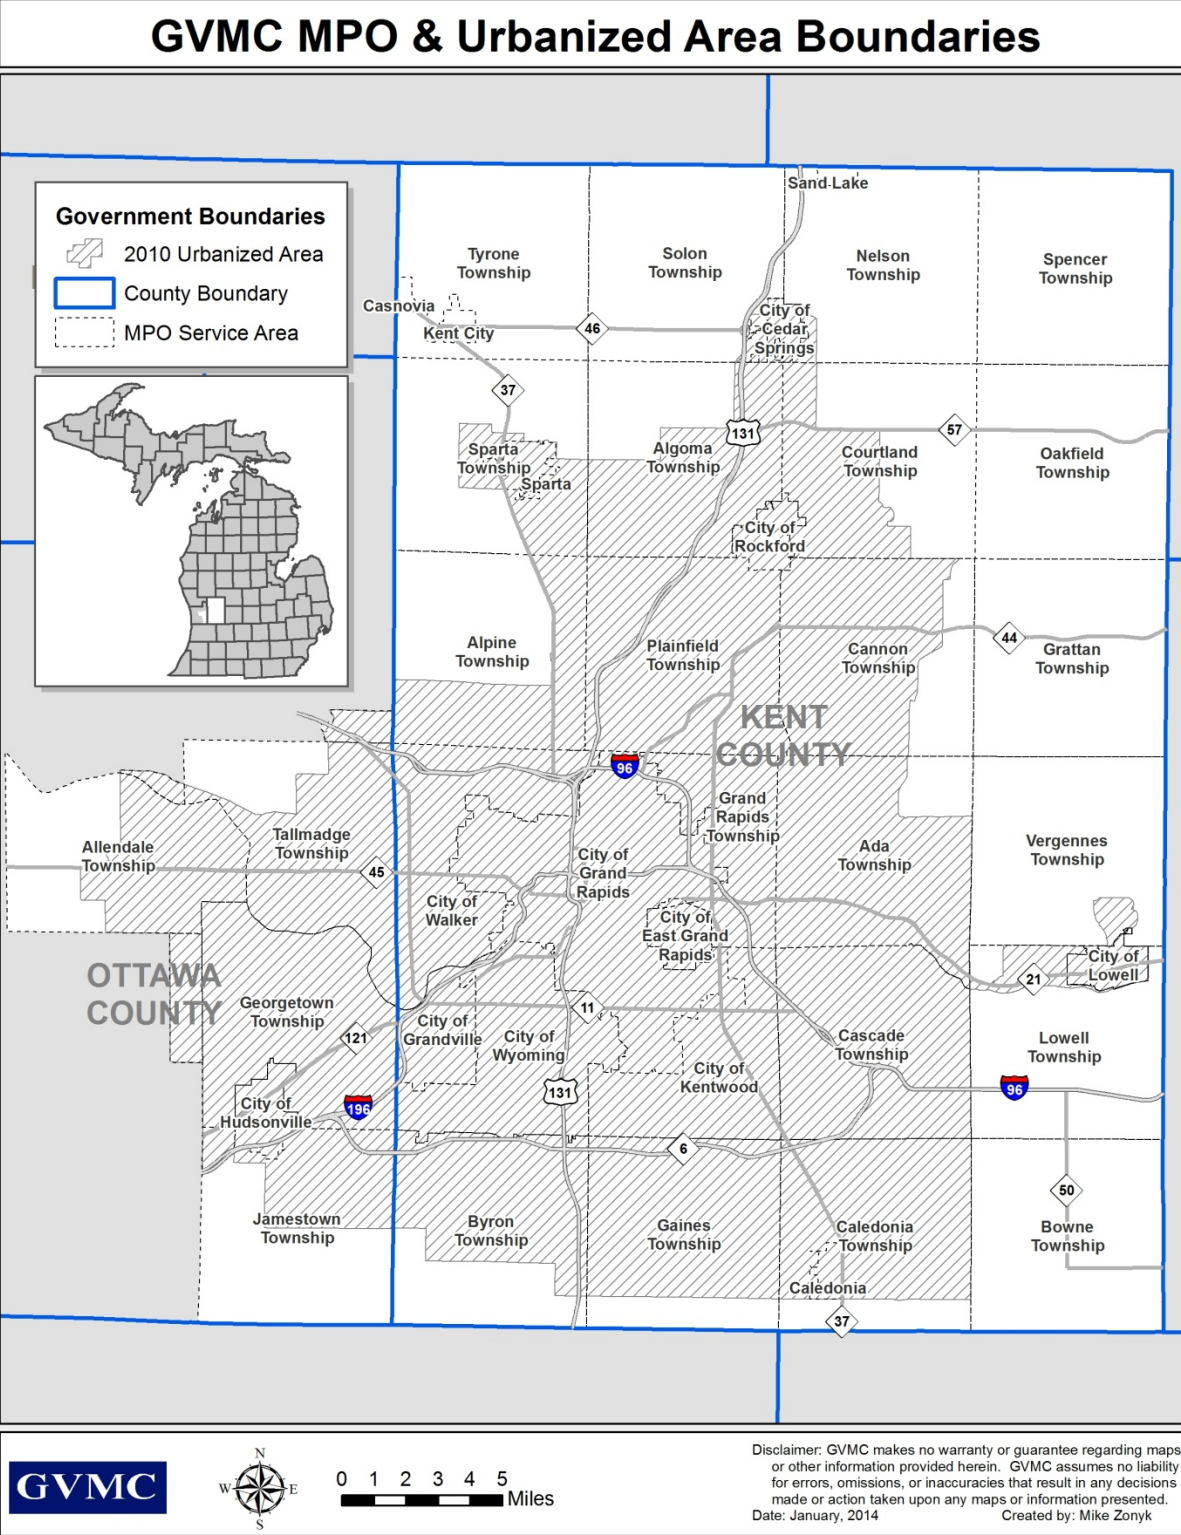 GVMC MPO & Urbanized Area Boundaries
Government Boundaries
2010 Urbanized Area
County Boundary
MPO Service Area
Sand Lake
Tyrone
Township
Solon
Township
Nelson
Township
Spencer
Township
Casnovia
Kent City
46
City of
Cedar
Springs
37
131
57
Sparta
Township
Sparta
Algoma
Township
Courtland
Township
Oakfield
Township
City of
Rockford
Alpine
Township
Plainfield
Township
Cannon
Township
44
Grattan
Township
KENT
COUNTY
96
Grand
Rapids
Township
Allendale
Township
Tallmadge
Township
45
City of
Grand
Rapids
Ada
Township
Vergennes
Township
City of
Walker
City of
East Grand
Rapids
City of
Lowell
21
OTTAWA
COUNTY
Georgetown
Township
121
City of
Grandville
11
City of
Wyoming
City of
Kentwood
Cascade
Township
Lowell
Township
96
City of
Hudsonville
196
131
6
50
Jamestown
Township
Byron
Township
Gaines
Township
Caledonia
Township
Bowne
Township
Caledonia
37
GVMC
N
W
E
S
0 1 2 3 4 5
Miles
Disclaimer: GVMC makes no warranty or guarantee regarding maps
or other information provided herein. GVMC assumes no liability
for errors, omissions, or inaccuracies that result in any decisions
made or action taken upon any maps or information presented.
Date: January, 2014 Created by: Mike Zonyk